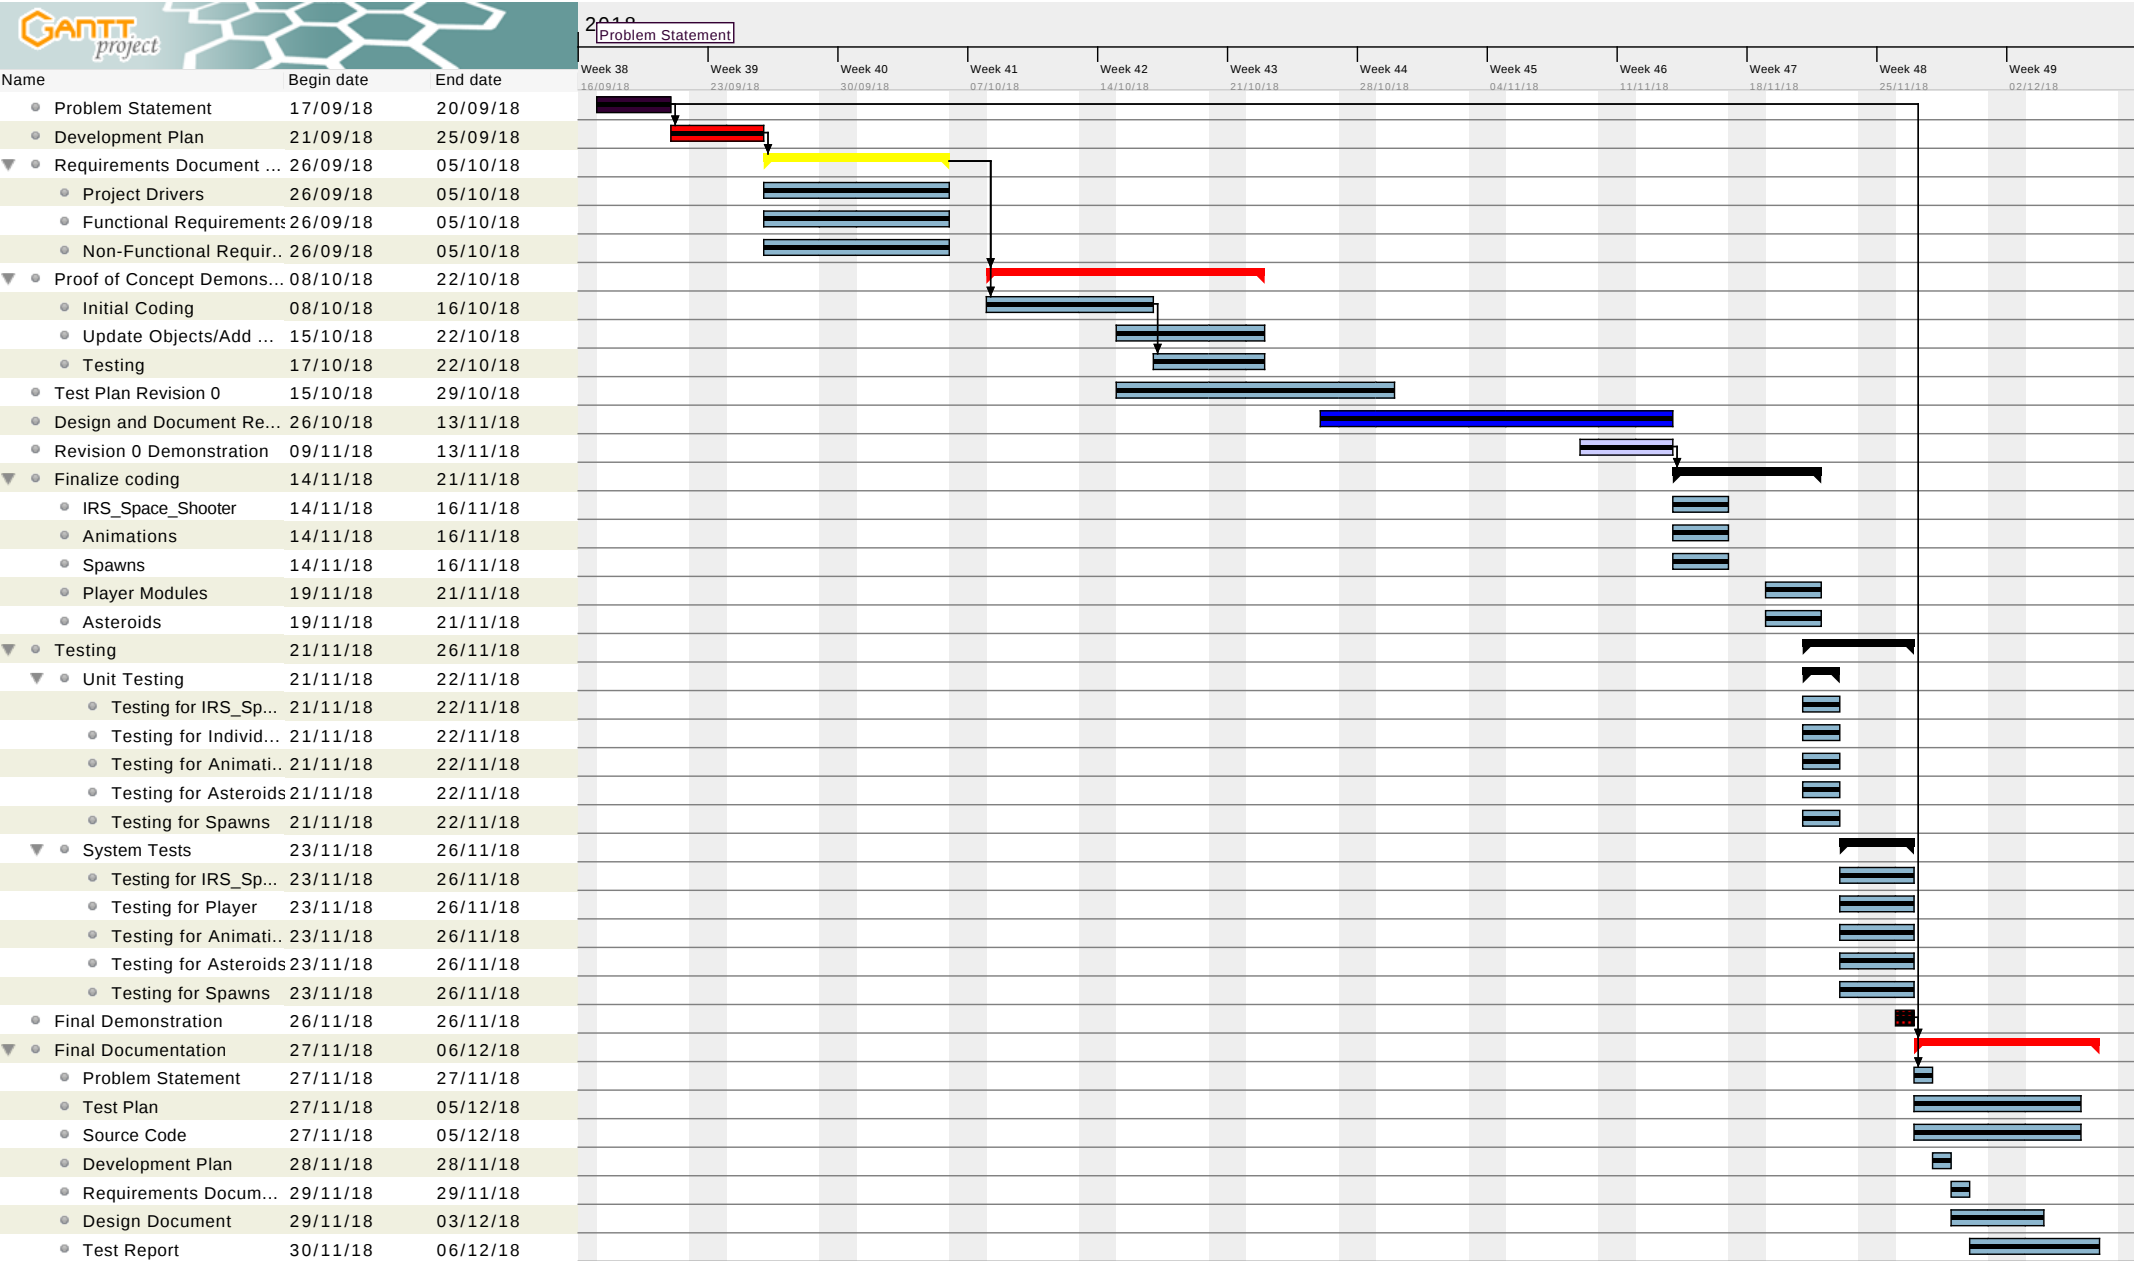 GANTT
project
2018
Problem Statement
Name Begin date End date
Week 38 Week 39 Week 40 Week 41 Week 42 Week 43 Week 44 Week 45 Week 46 Week 47 Week 48 Week 49
16/09/18 23/09/18 30/09/18 07/10/18 14/10/18 21/10/18 28/10/18 04/11/18 11/11/18 18/11/18 25/11/18 02/12/18
Problem Statement 17/09/18 20/09/18
Development Plan 21/09/18 25/09/18
Requirements Document ... 26/09/18 05/10/18
Project Drivers 26/09/18 05/10/18
Functional Requirements 26/09/18 05/10/18
Non-Functional Requir.. 26/09/18 05/10/18
Proof of Concept Demons... 08/10/18 22/10/18
Initial Coding 08/10/18 16/10/18
Update Objects/Add ... 15/10/18 22/10/18
Testing 17/10/18 22/10/18
Test Plan Revision 0 15/10/18 29/10/18
Design and Document Re... 26/10/18 13/11/18
Revision 0 Demonstration 09/11/18 13/11/18
Finalize coding 14/11/18 21/11/18
IRS_Space_Shooter 14/11/18 16/11/18
Animations 14/11/18 16/11/18
Spawns 14/11/18 16/11/18
Player Modules 19/11/18 21/11/18
Asteroids 19/11/18 21/11/18
Testing 21/11/18 26/11/18
Unit Testing 21/11/18 22/11/18
Testing for IRS_Sp... 21/11/18 22/11/18
Testing for Individ... 21/11/18 22/11/18
Testing for Animati.. 21/11/18 22/11/18
Testing for Asteroids 21/11/18 22/11/18
Testing for Spawns 21/11/18 22/11/18
System Tests 23/11/18 26/11/18
Testing for IRS_Sp... 23/11/18 26/11/18
Testing for Player 23/11/18 26/11/18
Testing for Animati.. 23/11/18 26/11/18
Testing for Asteroids 23/11/18 26/11/18
Testing for Spawns 23/11/18 26/11/18
Final Demonstration 26/11/18 26/11/18
Final Documentation 27/11/18 06/12/18
Problem Statement 27/11/18 27/11/18
Test Plan 27/11/18 05/12/18
Source Code 27/11/18 05/12/18
Development Plan 28/11/18 28/11/18
Requirements Docum... 29/11/18 29/11/18
Design Document 29/11/18 03/12/18
Test Report 30/11/18 06/12/18